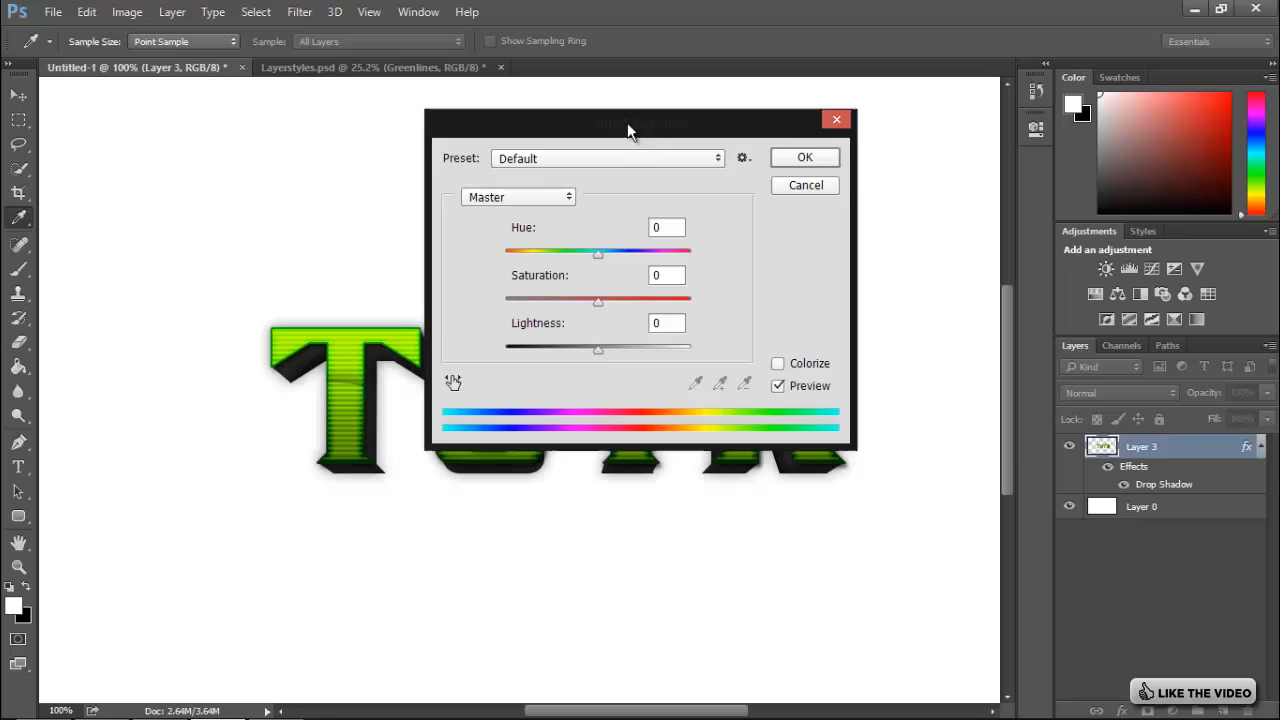 Ps File Edit Image Layer Type Select Filter 3D View Window Help
Sample Size: Point Sample Sample: All Layers Show Sampling Ring Essentials
Untitled-1 @ 100% (Layer 3, RGB/8) * × Layerstyles.psd @ 25.2% (Greenlines, RGB/8) * ×
Color Swatches
Preset: Default OK
Cancel
Master
Hue: 0
Saturation: 0
Lightness: 0
Colorize
Preview
Adjustments Styles
Add an adjustment
Layers Channels Paths
Kind
Normal Opacity: 100%
Lock: Fill: 100%
Layer 3 fx
Effects
Drop Shadow
Layer 0
T
LIKE THE VIDEO
100% Doc: 2.64M/3.64M